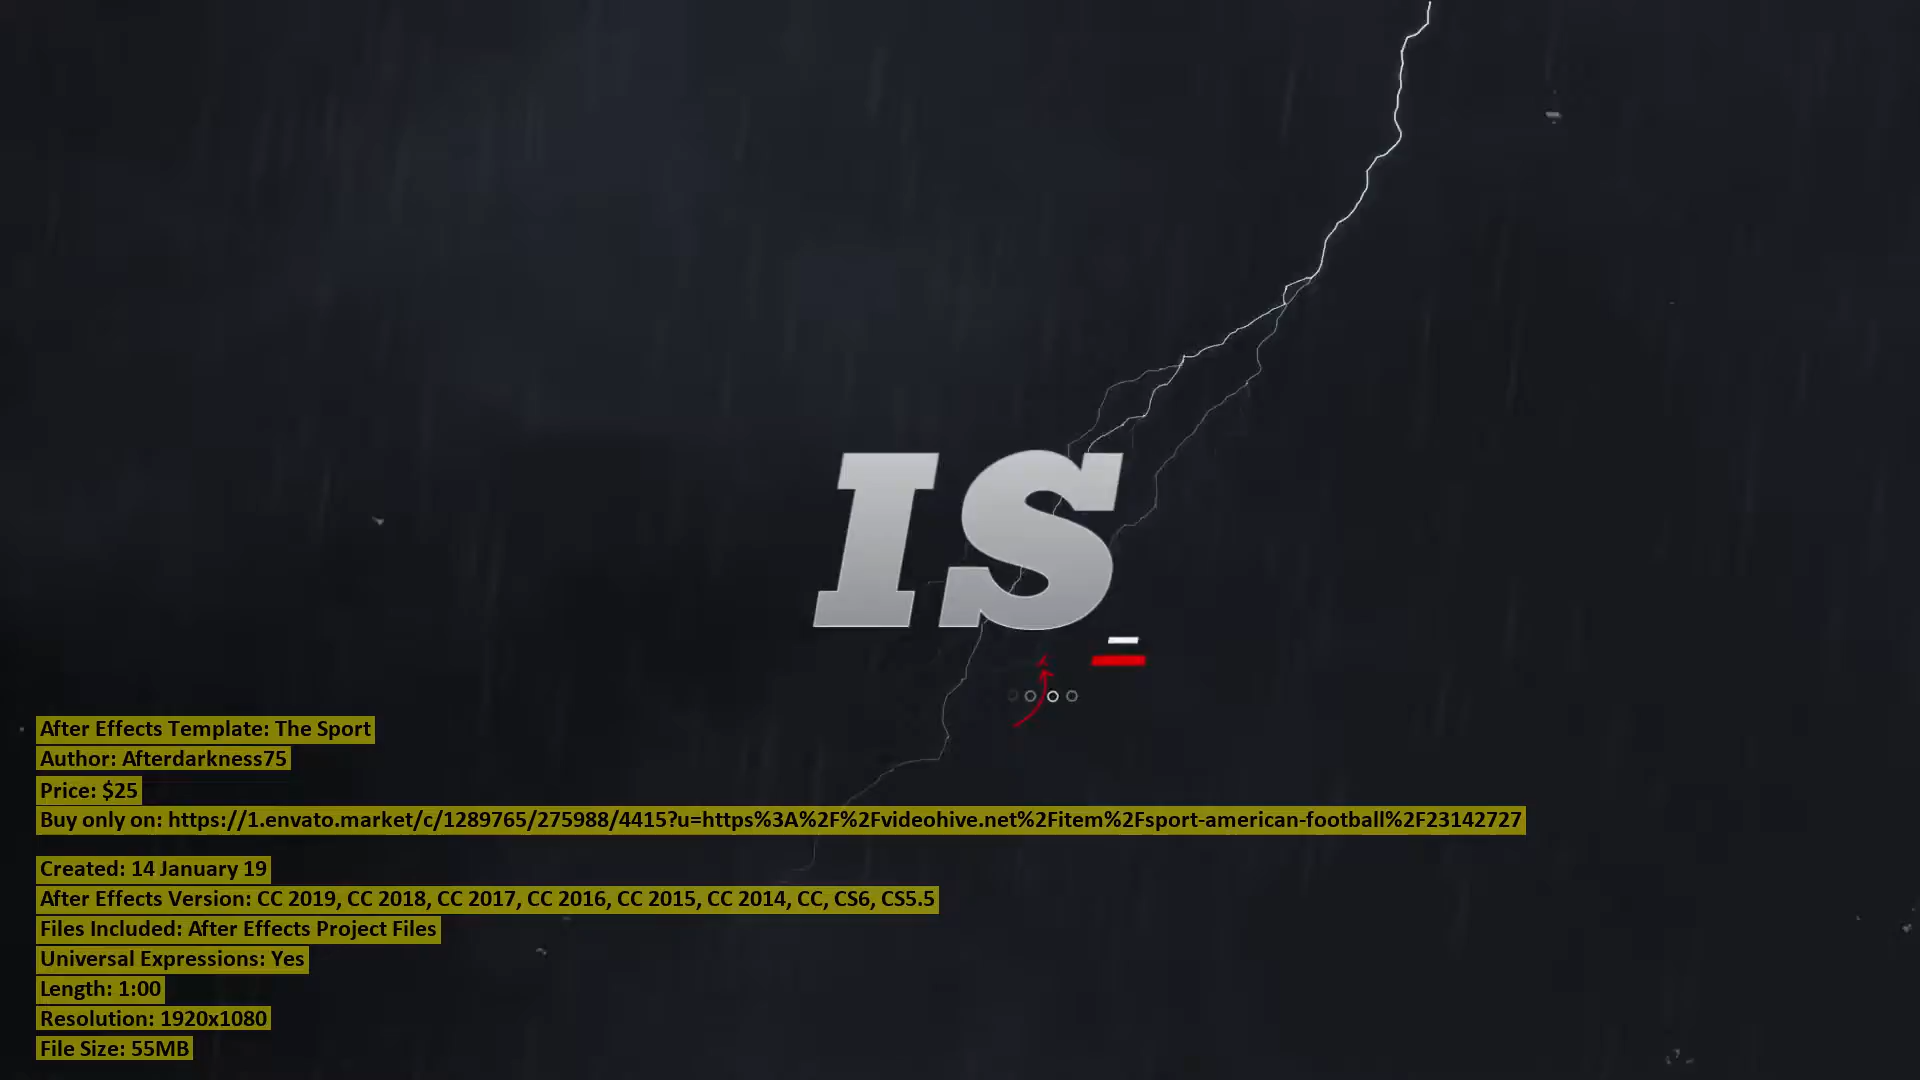 IS
After Effects Template: The Sport
Author: Afterdarkness75
Price: $25
Buy only on: https://1.envato.market/c/1289765/275988/4415?u=https%3A%2F%2Fvideohive.net%2Fitem%2Fsport-american-football%2F23142727
Created: 14 January 19
After Effects Version: CC 2019, CC 2018, CC 2017, CC 2016, CC 2015, CC 2014, CC, CS6, CS5.5
Files Included: After Effects Project Files
Universal Expressions: Yes
Length: 1:00
Resolution: 1920x1080
File Size: 55MB